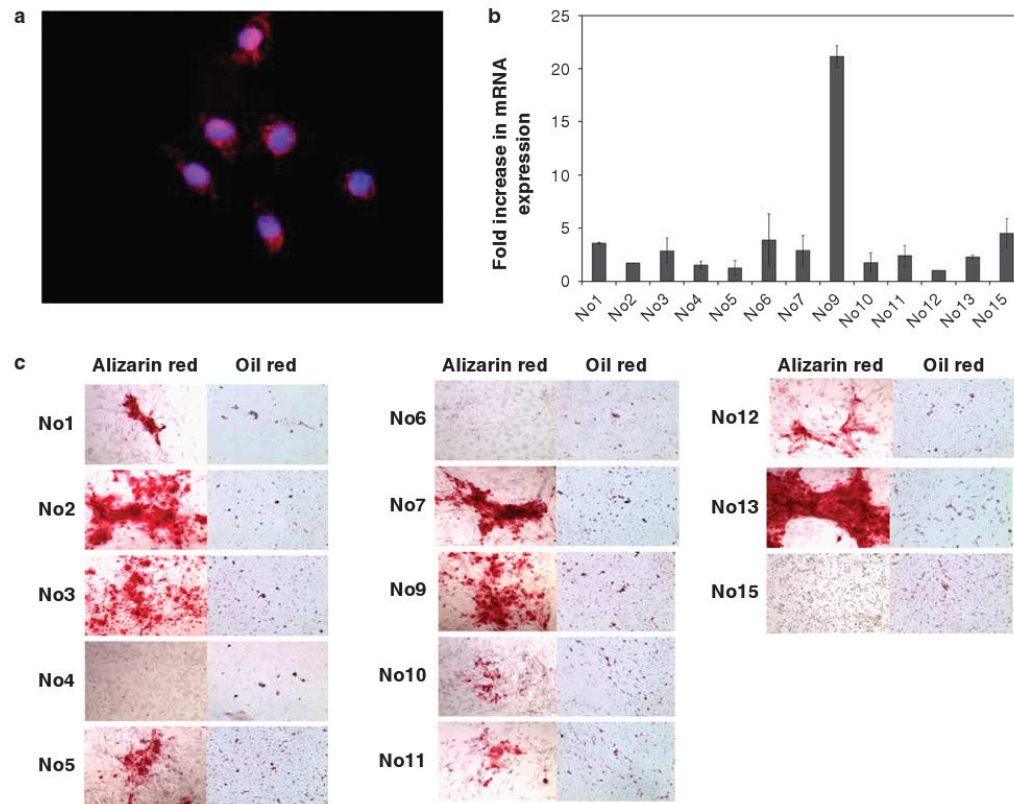 a
b
Fold increase in mRNA
expression
25
20
15
10
5
0
No1
No2
No3
No4
No5
No6
No7
No9
No10
No11
No12
No13
No15
c
Alizarin red Oil red
No1
No2
No3
No4
No5
Alizarin red Oil red
No6
No7
No9
No10
No11
Alizarin red Oil red
No12
No13
No15